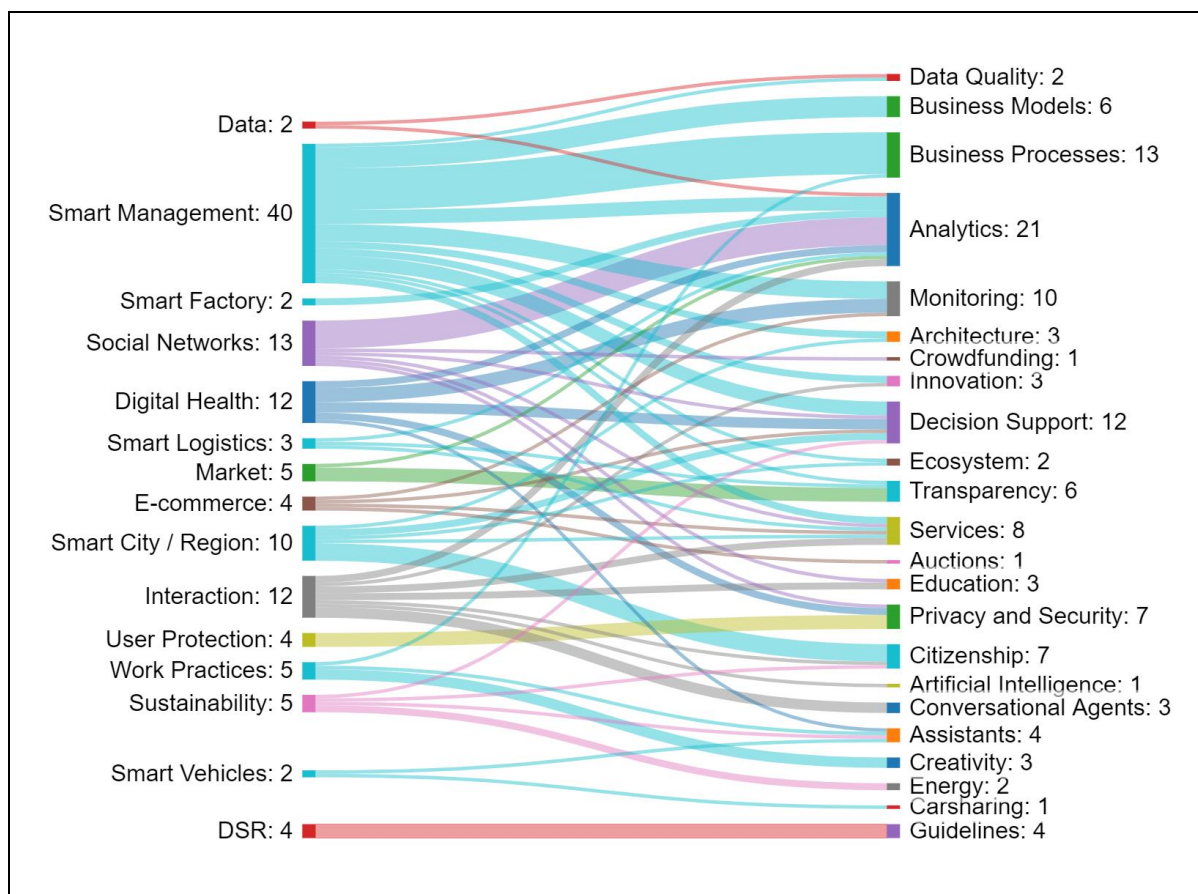 Data: 2
Smart Management: 40
Smart Factory: 2
Social Networks: 13
Digital Health: 12
Smart Logistics: 3
Market: 5
E-commerce: 4
Smart City / Region: 10
Interaction: 12
User Protection: 4
Work Practices: 5
Sustainability: 5
Smart Vehicles: 2
DSR: 4
Data Quality: 2
Business Models: 6
Business Processes: 13
Analytics: 21
Monitoring: 10
Architecture: 3
Crowdfunding: 1
Innovation: 3
Decision Support: 12
Ecosystem: 2
Transparency: 6
Services: 8
Auctions: 1
Education: 3
Privacy and Security: 7
Citizenship: 7
Artificial Intelligence: 1
Conversational Agents: 3
Assistants: 4
Creativity: 3
Energy: 2
Carsharing: 1
Guidelines: 4